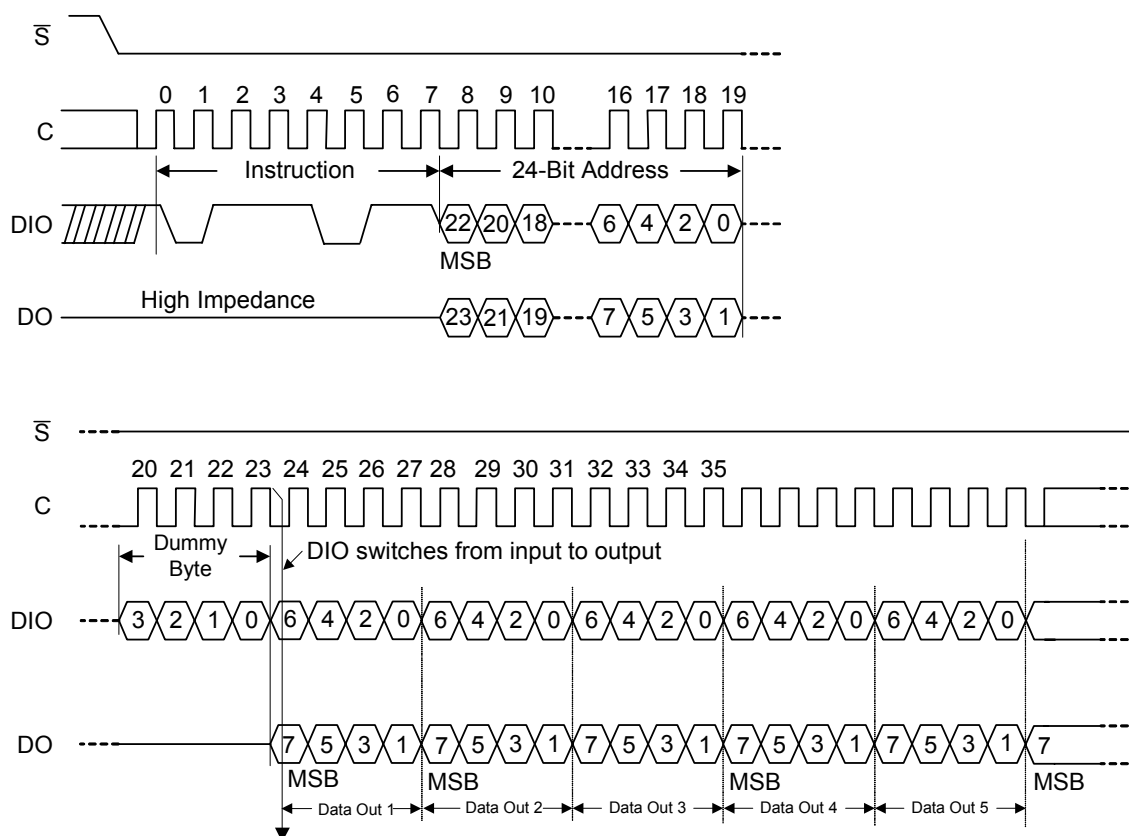 S
0 1 2 3 4 5 6 7 8 9 10 16 17 18 19
C
Instruction 24-Bit Address
DIO 22 20 18 6 4 2 0
MSB
High Impedance
DO 23 21 19 7 5 3 1
S
20 21 22 23 24 25 26 27 28 29 30 31 32 33 34 35
C
Dummy
Byte
DIO switches from input to output
DIO 3 2 1 0 6 4 2 0 6 4 2 0 6 4 2 0 6 4 2 0 6 4 2 0
DO 7 5 3 1 7 5 3 1 7 5 3 1 7 5 3 1 7 5 3 1 7
MSB MSB MSB MSB
Data Out 1 Data Out 2 Data Out 3 Data Out 4 Data Out 5